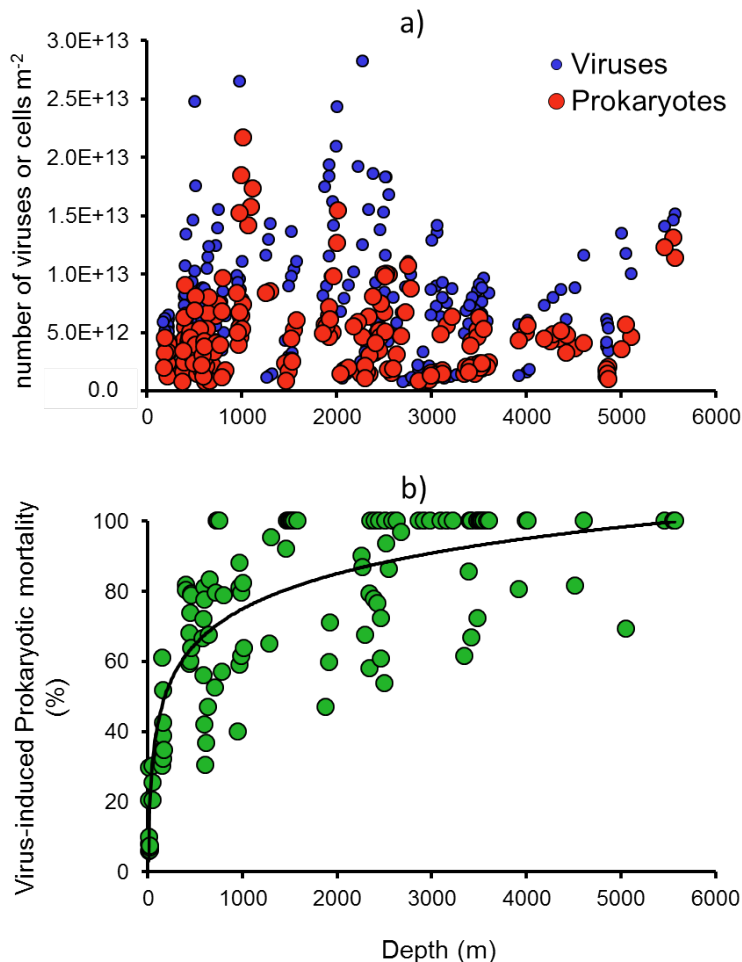 a)
3.0E+13
2.5E+13
2.0E+13
1.5E+13
1.0E+13
5.0E+12
0.0
number of viruses or cells m-2
Viruses
Prokaryotes
0 1000 2000 3000 4000 5000 6000
b)
100
80
60
40
20
0
Virus-induced Prokaryotic mortality
(%)
0 1000 2000 3000 4000 5000 6000
Depth (m)